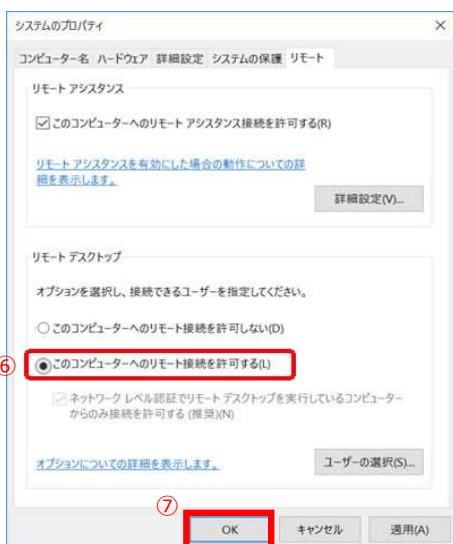 システムのプロパティ
コンピューター名 ハードウェア 詳細設定 システムの保護 リモート
リモート アシスタンス
このコンピューターへのリモート アシスタンス接続を許可する(R)
リモート アシスタンスを有効にした場合の動作についての詳
細を表示します。
詳細設定(V)...
リモート デスクトップ
オプションを選択し、接続できるユーザーを指定してください。
このコンピューターへのリモート接続を許可しない(D)
⑥ このコンピューターへのリモート接続を許可する(L)
ネットワーク レベル認証でリモート デスクトップを実行しているコンピューター
からのみ接続を許可する (推奨)(N)
オプションについての詳細を表示します。
ユーザーの選択(S)...
⑦
OK キャンセル 適用(A)